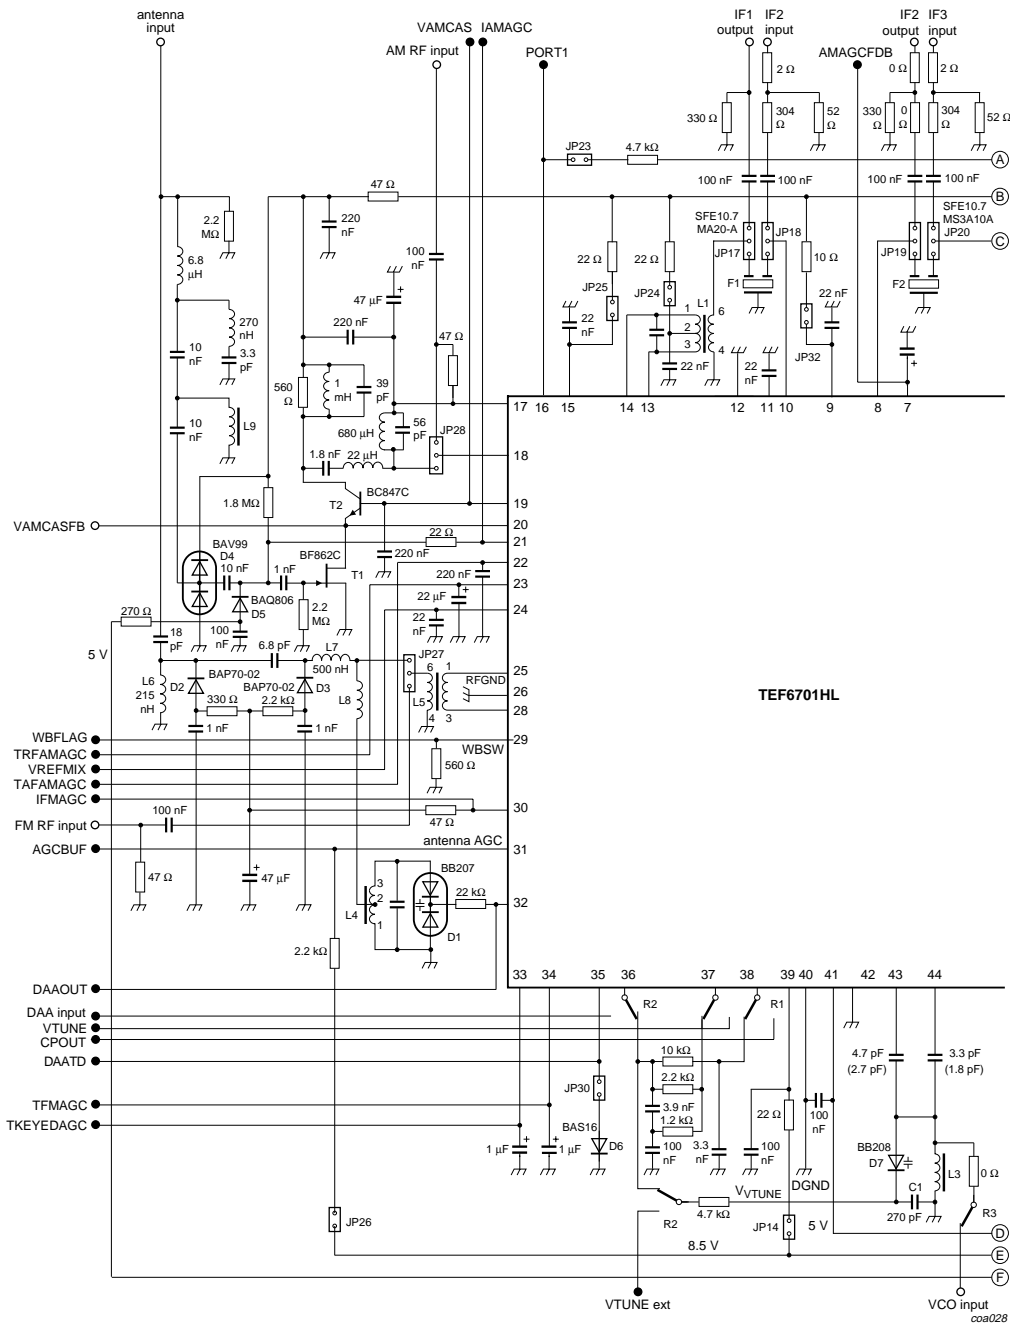 antenna
input
VAMCAS
IAMAGC
AM RF input
PORT1
IF1
output
IF2
input
AMAGCFDB
IF2
output
IF3
input
2 Ω
0 Ω
2 Ω
330 Ω
304
Ω
52
Ω
330
Ω
0
Ω
304
Ω
52 Ω
JP23
4.7 kΩ
A
100 nF
100 nF
100 nF
100 nF
47 Ω
B
2.2
MΩ
220
nF
SFE10.7
MA20-A
JP18
JP17
SFE10.7
MS3A10A
JP20
JP19
C
6.8
μH
100
nF
22 Ω
22 Ω
10 Ω
47 μF
+
JP25
JP24
L1
F1
F2
22 nF
270
nH
220 nF
47 Ω
22
nF
1
2
3
6
4
JP32
+
10
nF
3.3
pF
22 nF
22
nF
560
Ω
1
mH
39
pF
17
16
15
14
13
12
11
10
9
8
7
10
nF
L9
680 μH
56
pF
JP28
1.8 nF
22 μH
18
1.8 MΩ
T2
BC847C
19
VAMCASFB
20
22 Ω
21
BAV99
D4
10 nF
1 nF
BF862C
T1
220 nF
22
220 nF
23
BAQ806
D5
22 μF
+
24
270 Ω
2.2
MΩ
22
nF
18
pF
100
nF
5 V
6.8 pF
L7
500 nH
JP27
6
1
25
RFGND
26
L6
215
nH
D2
BAP70-02
BAP70-02
D3
L8
L5
4
3
28
330 Ω
2.2 kΩ
1 nF
1 nF
WBFLAG
29
WBSW
TRFAMAGC
VREFMIX
560 Ω
TAFAMAGC
IFMAGC
100 nF
30
FM RF input
47 Ω
AGCBUF
antenna AGC
31
47 Ω
+
47 μF
BB207
3
2
1
L4
22 kΩ
32
D1
2.2 kΩ
TEF6701HL
33
34
35
36
37
38
39
40
41
42
43
44
DAAOUT
R2
R1
DAA input
VTUNE
CPOUT
DAATD
10 kΩ
4.7 pF
(2.7 pF)
3.3 pF
(1.8 pF)
JP30
2.2 kΩ
TFMAGC
3.9 nF
22 Ω
100
nF
TKEYEDAGC
1.2 kΩ
BAS16
D6
1 μF
+
+
1 μF
100
nF
3.3
nF
100
nF
BB208
D7
L3
0 Ω
DGND
VVTUNE
C1
270 pF
R3
4.7 kΩ
R2
JP26
JP14
5 V
D
8.5 V
E
F
VTUNE ext
VCO input
coa028